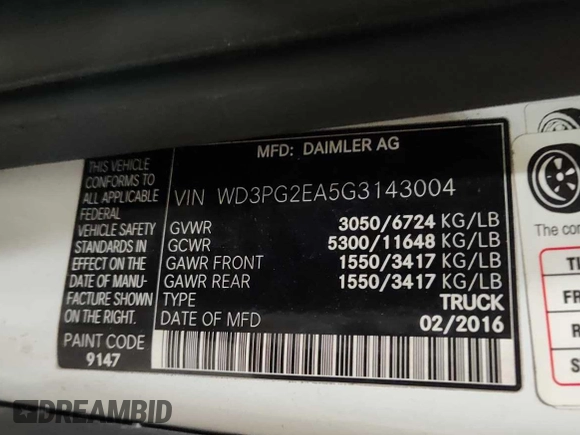 MFD: DAIMLER AG
THIS VEHICLE
CONFORMS TO
ALL APPLICABLE
FEDERAL
VEHICLE SAFETY
STANDARDS IN
EFFECT ON THE
DATE OF MANU-
FACTURE SHOWN
ON THE RIGHT.
PAINT CODE
9147
VIN WD3PG2EA5G3143004
GVWR 3050/6724 KG/LB
GCWR 5300/11648 KG/LB
GAWR FRONT 1550/3417 KG/LB
GAWR REAR 1550/3417 KG/LB
TYPE TRUCK
DATE OF MFD 02/2016
The con
TI
FR
R
S
DREAMBID